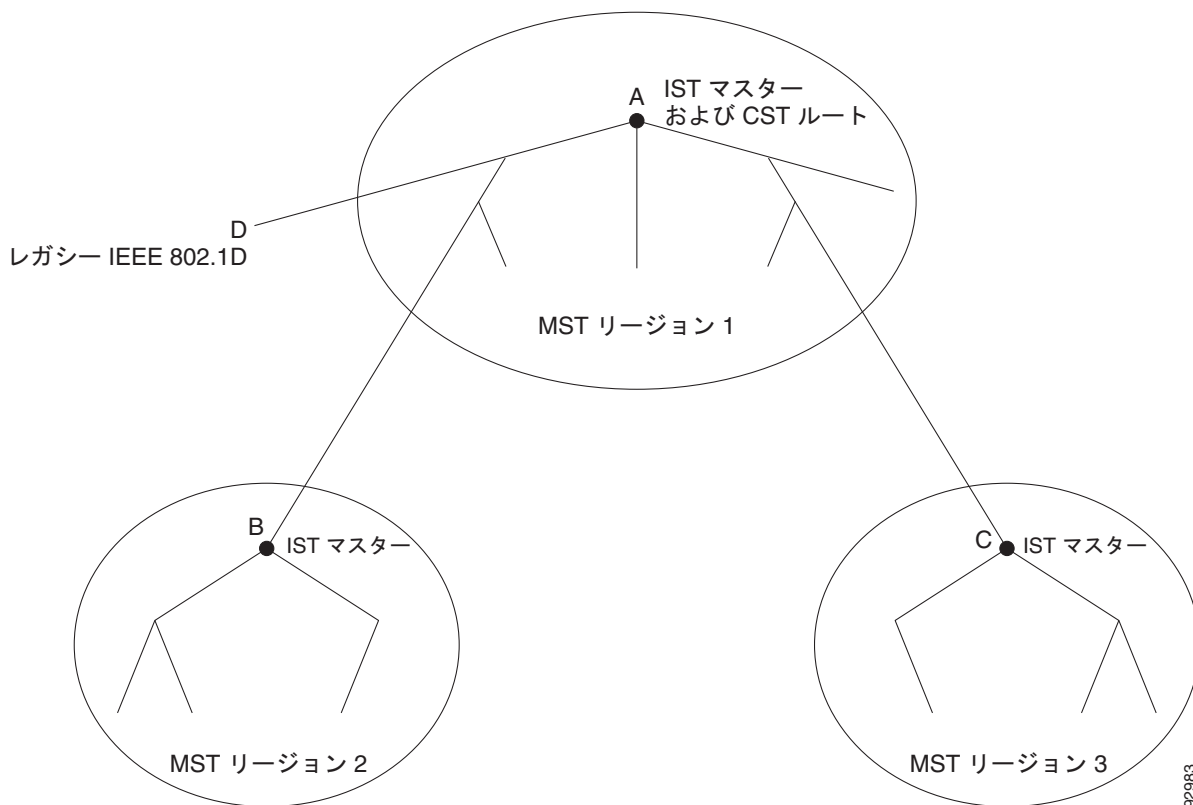 A
IST マスター
および CST ルート
D
レガシー IEEE 802.1D
MST リージョン 1
B
IST マスター
C
IST マスター
MST リージョン 2
MST リージョン 3
92983